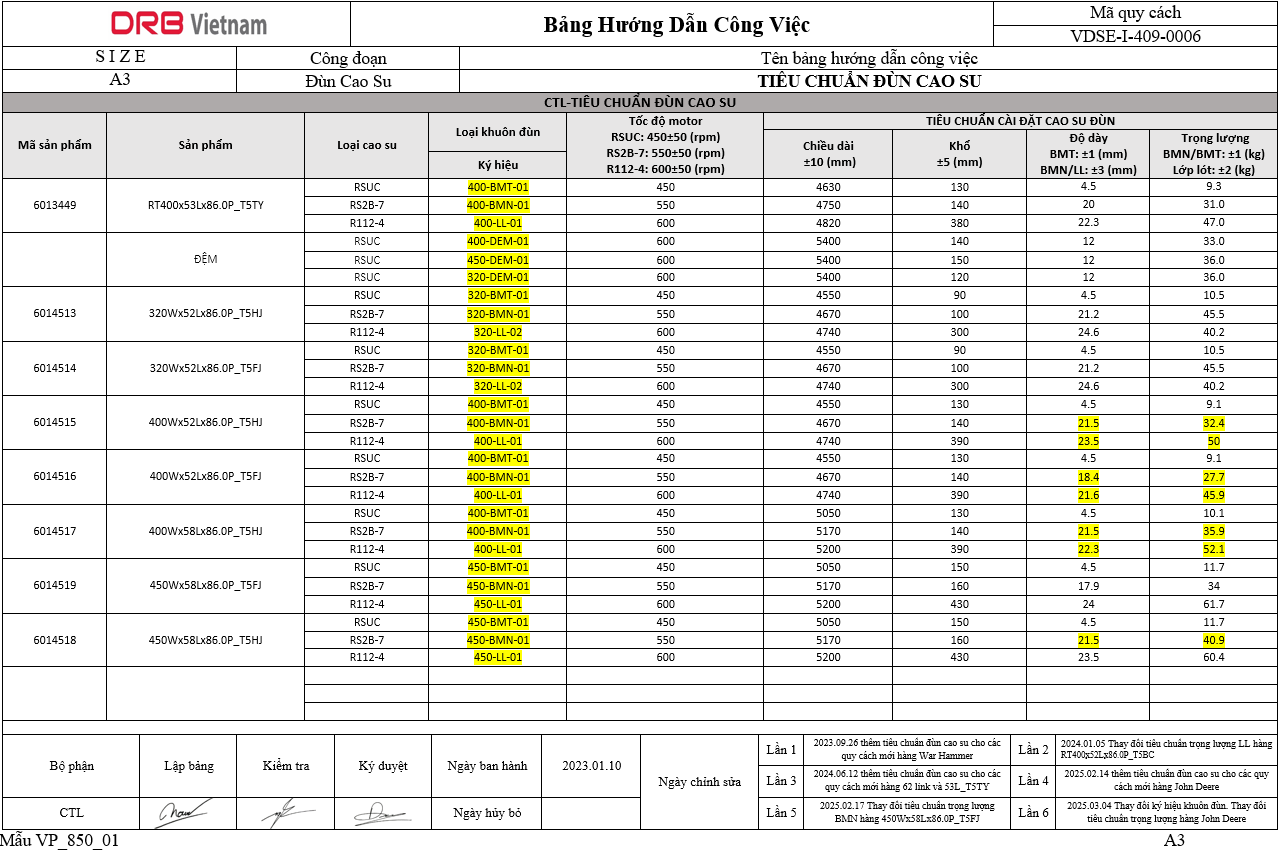 DRB Vietnam
Bảng Hướng Dẫn Công Việc
Mã quy cách
VDSE-I-409-0006
S I Z E
Công đoạn
Tên bảng hướng dẫn công việc
A3
Đùn Cao Su
TIÊU CHUẨN ĐÙN CAO SU
CTL-TIÊU CHUẨN ĐÙN CAO SU
Mã sản phẩm
Sản phẩm
Loại cao su
Loại khuôn đùn
Ký hiệu
Tốc độ motor
RSUC: 450±50 (rpm)
RS2B-7: 550±50 (rpm)
R112-4: 600±50 (rpm)
TIÊU CHUẨN CÀI ĐẶT CAO SU ĐÙN
Chiều dài
±10 (mm)
Khổ
±5 (mm)
Độ dày
BMT: ±1 (mm)
BMN/LL: ±3 (mm)
Trọng lượng
BMN/BMT: ±1 (kg)
Lớp lót: ±2 (kg)
6013449 RT400x53Lx86.0P_T5TY
RSUC 400-BMT-01 450 4630 130 4.5 9.3
RS2B-7 400-BMN-01 550 4750 140 20 31.0
R112-4 400-LL-01 600 4820 380 22.3 47.0
ĐỆM
RSUC 400-DEM-01 600 5400 140 12 33.0
RSUC 450-DEM-01 600 5400 150 12 36.0
RSUC 320-DEM-01 600 5400 120 12 36.0
6014513 320Wx52Lx86.0P_T5HJ
RSUC 320-BMT-01 450 4550 90 4.5 10.5
RS2B-7 320-BMN-01 550 4670 100 21.2 45.5
R112-4 320-LL-02 600 4740 300 24.6 40.2
6014514 320Wx52Lx86.0P_T5FJ
RSUC 320-BMT-01 450 4550 90 4.5 10.5
RS2B-7 320-BMN-01 550 4670 100 21.2 45.5
R112-4 320-LL-02 600 4740 300 24.6 40.2
6014515 400Wx52Lx86.0P_T5HJ
RSUC 400-BMT-01 450 4550 130 4.5 9.1
RS2B-7 400-BMN-01 550 4670 140 21.5 32.4
R112-4 400-LL-01 600 4740 390 23.5 50
6014516 400Wx52Lx86.0P_T5FJ
RSUC 400-BMT-01 450 4550 130 4.5 9.1
RS2B-7 400-BMN-01 550 4670 140 18.4 27.7
R112-4 400-LL-01 600 4740 390 21.6 45.9
6014517 400Wx58Lx86.0P_T5HJ
RSUC 400-BMT-01 450 5050 130 4.5 10.1
RS2B-7 400-BMN-01 550 5170 140 21.5 35.9
R112-4 400-LL-01 600 5200 390 22.3 52.1
6014519 450Wx58Lx86.0P_T5FJ
RSUC 450-BMT-01 450 5050 150 4.5 11.7
RS2B-7 450-BMN-01 550 5170 160 17.9 34
R112-4 450-LL-01 600 5200 430 24 61.7
6014518 450Wx58Lx86.0P_T5HJ
RSUC 450-BMT-01 450 5050 150 4.5 11.7
RS2B-7 450-BMN-01 550 5170 160 21.5 40.9
R112-4 450-LL-01 600 5200 430 23.5 60.4
Bộ phận
Lập bảng
Kiểm tra
Ký duyệt
Ngày ban hành
2023.01.10
Ngày chỉnh sửa
Lần 1
2023.09.26 thêm tiêu chuẩn đùn cao su cho các
quy cách mới hàng War Hammer
Lần 2
2024.01.05 Thay đổi tiêu chuẩn trọng lượng LL hàng
RT400x52Lx86.0P_T5BC
Lần 3
2024.06.12 thêm tiêu chuẩn đùn cao su cho các
quy cách mới hàng 62 link và 53L_T5TY
Lần 4
2025.02.14 thêm tiêu chuẩn cao su cho các quy
cách mới hàng John Deere
CTL
Ngày hủy bỏ
Lần 5
2025.02.17 Thay đổi tiêu chuẩn trọng lượng
BMN hàng 450Wx58Lx86.0P_T5FJ
Lần 6
2025.03.04 Thay đổi ký hiệu khuôn đùn. Thay đổi
tiêu chuẩn trọng lượng hàng John Deere
Mẫu VP_850_01
A3